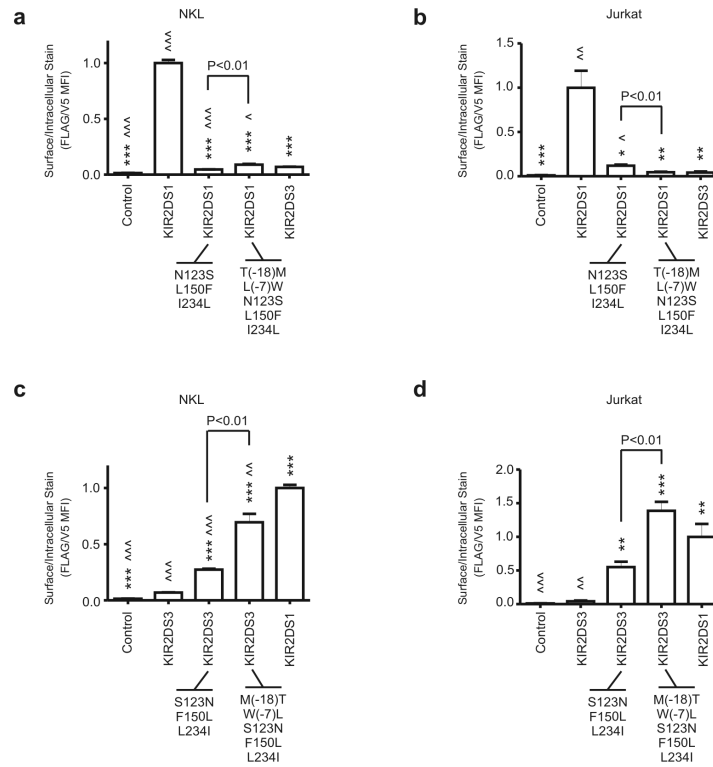 a
NKL
Surface/Intracellular Stain
(FLAG/V5 MFI)
1.0
0.5
0.0
*** ^^^
^^^
*** ^^^
P<0.01
*** ^
***
Control
KIR2DS1
KIR2DS1
KIR2DS1
KIR2DS3
N123S
L150F
I234L
T(-18)M
L(-7)W
N123S
L150F
I234L
b
Jurkat
Surface/Intracellular Stain
(FLAG/V5 MFI)
1.5
1.0
0.5
0.0
***
^^
* ^
P<0.01
**
**
Control
KIR2DS1
KIR2DS1
KIR2DS1
KIR2DS3
N123S
L150F
I234L
T(-18)M
L(-7)W
N123S
L150F
I234L
c
NKL
Surface/Intracellular Stain
(FLAG/V5 MFI)
1.0
0.5
0.0
*** ^^^
^^^
*** ^^^
P<0.01
*** ^^
***
Control
KIR2DS3
KIR2DS3
KIR2DS3
KIR2DS1
S123N
F150L
L234I
M(-18)T
W(-7)L
S123N
F150L
L234I
d
Jurkat
Surface/Intracellular Stain
(FLAG/V5 MFI)
2.0
1.5
1.0
0.5
0.0
^^^
^^
**
P<0.01
***
**
Control
KIR2DS3
KIR2DS3
KIR2DS3
KIR2DS1
S123N
F150L
L234I
M(-18)T
W(-7)L
S123N
F150L
L234I